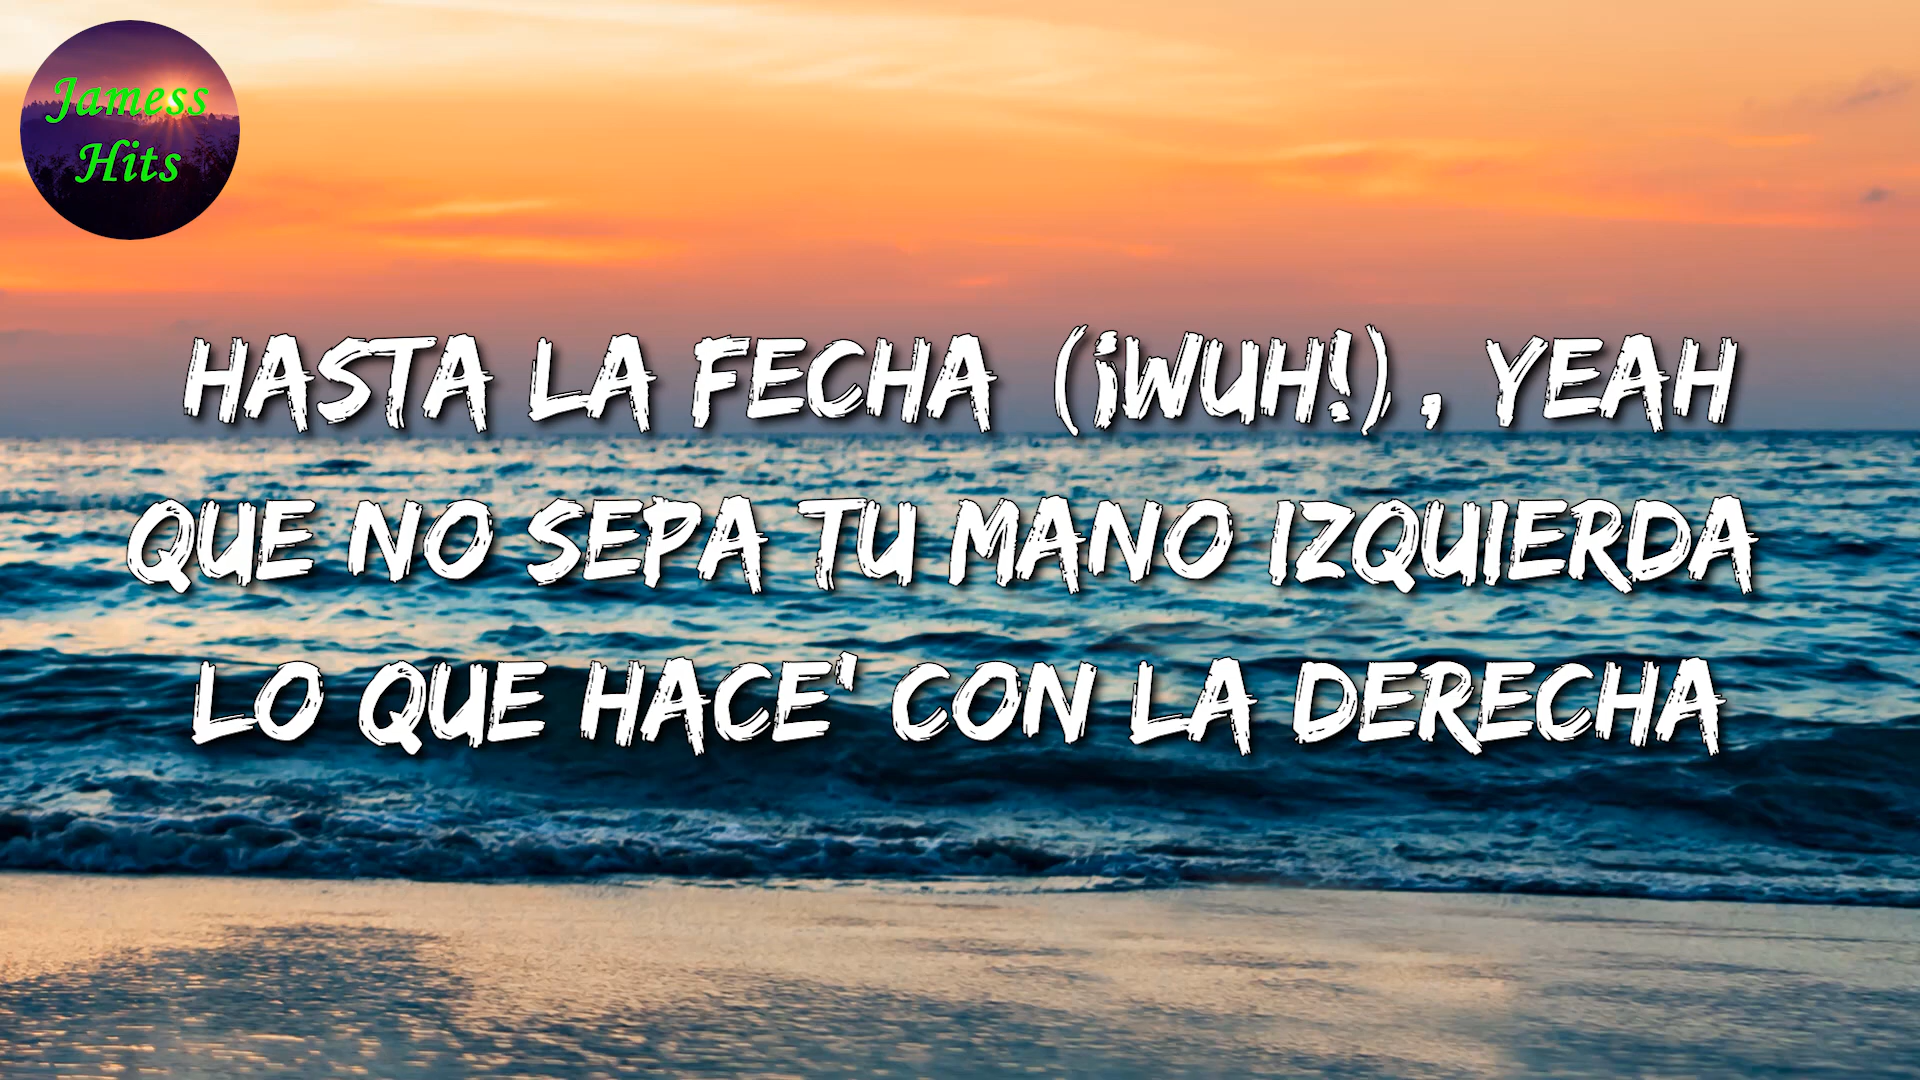 Jamess
Hits
HASTA LA FECHA (¡WUH!), YEAH
QUE NO SEPA TU MANO IZQUIERDA
LO QUE HACE' CON LA DERECHA